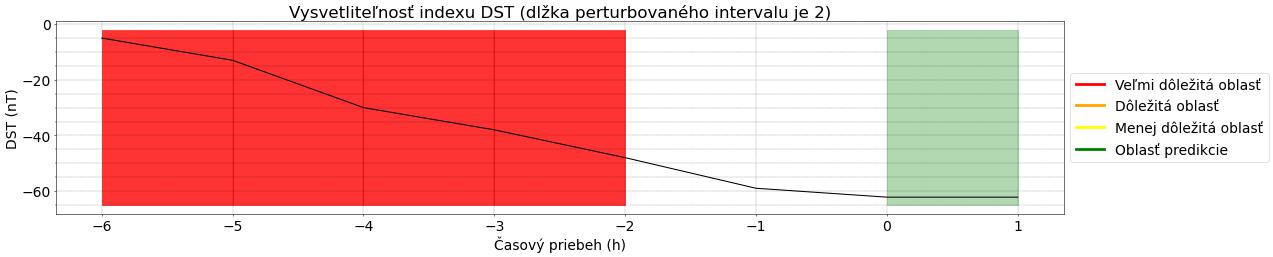 Vysvetliteľnosť indexu DST (dĺžka perturbovaného intervalu je 2)
DST (nT)
0
−20
−40
−60
−6 −5 −4 −3 −2 −1 0 1
Časový priebeh (h)
Veľmi dôležitá oblasť
Dôležitá oblasť
Menej dôležitá oblasť
Oblasť predikcie